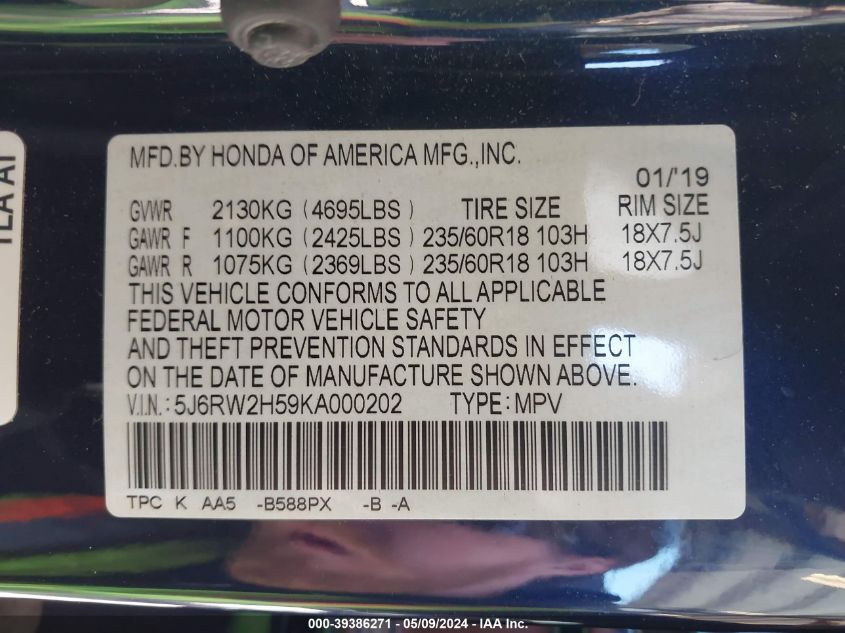 MFD.BY HONDA OF AMERICA MFG.,INC.
01/'19
GVWR 2130KG (4695LBS) TIRE SIZE RIM SIZE
GAWR F 1100KG (2425LBS) 235/60R18 103H 18X7.5J
GAWR R 1075KG (2369LBS) 235/60R18 103H 18X7.5J
THIS VEHICLE CONFORMS TO ALL APPLICABLE
FEDERAL MOTOR VEHICLE SAFETY
AND THEFT PREVENTION STANDARDS IN EFFECT
ON THE DATE OF MANUFACTURE SHOWN ABOVE.
V.I.N.: 5J6RW2H59KA000202 TYPE: MPV
TPC K AA5 -B588PX -B -A
000-39386271 - 05/09/2024 - IAA Inc.